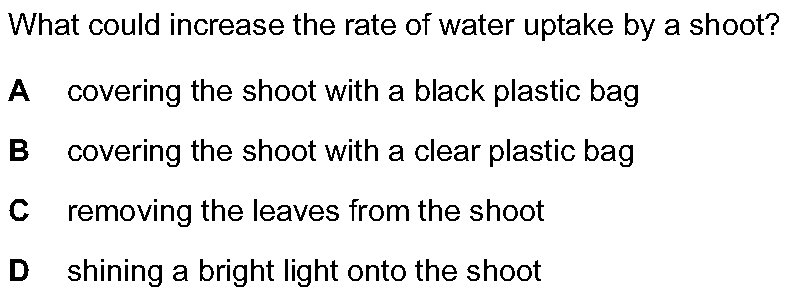 What could increase the rate of water uptake by a shoot?
A covering the shoot with a black plastic bag
B covering the shoot with a clear plastic bag
C removing the leaves from the shoot
D shining a bright light onto the shoot